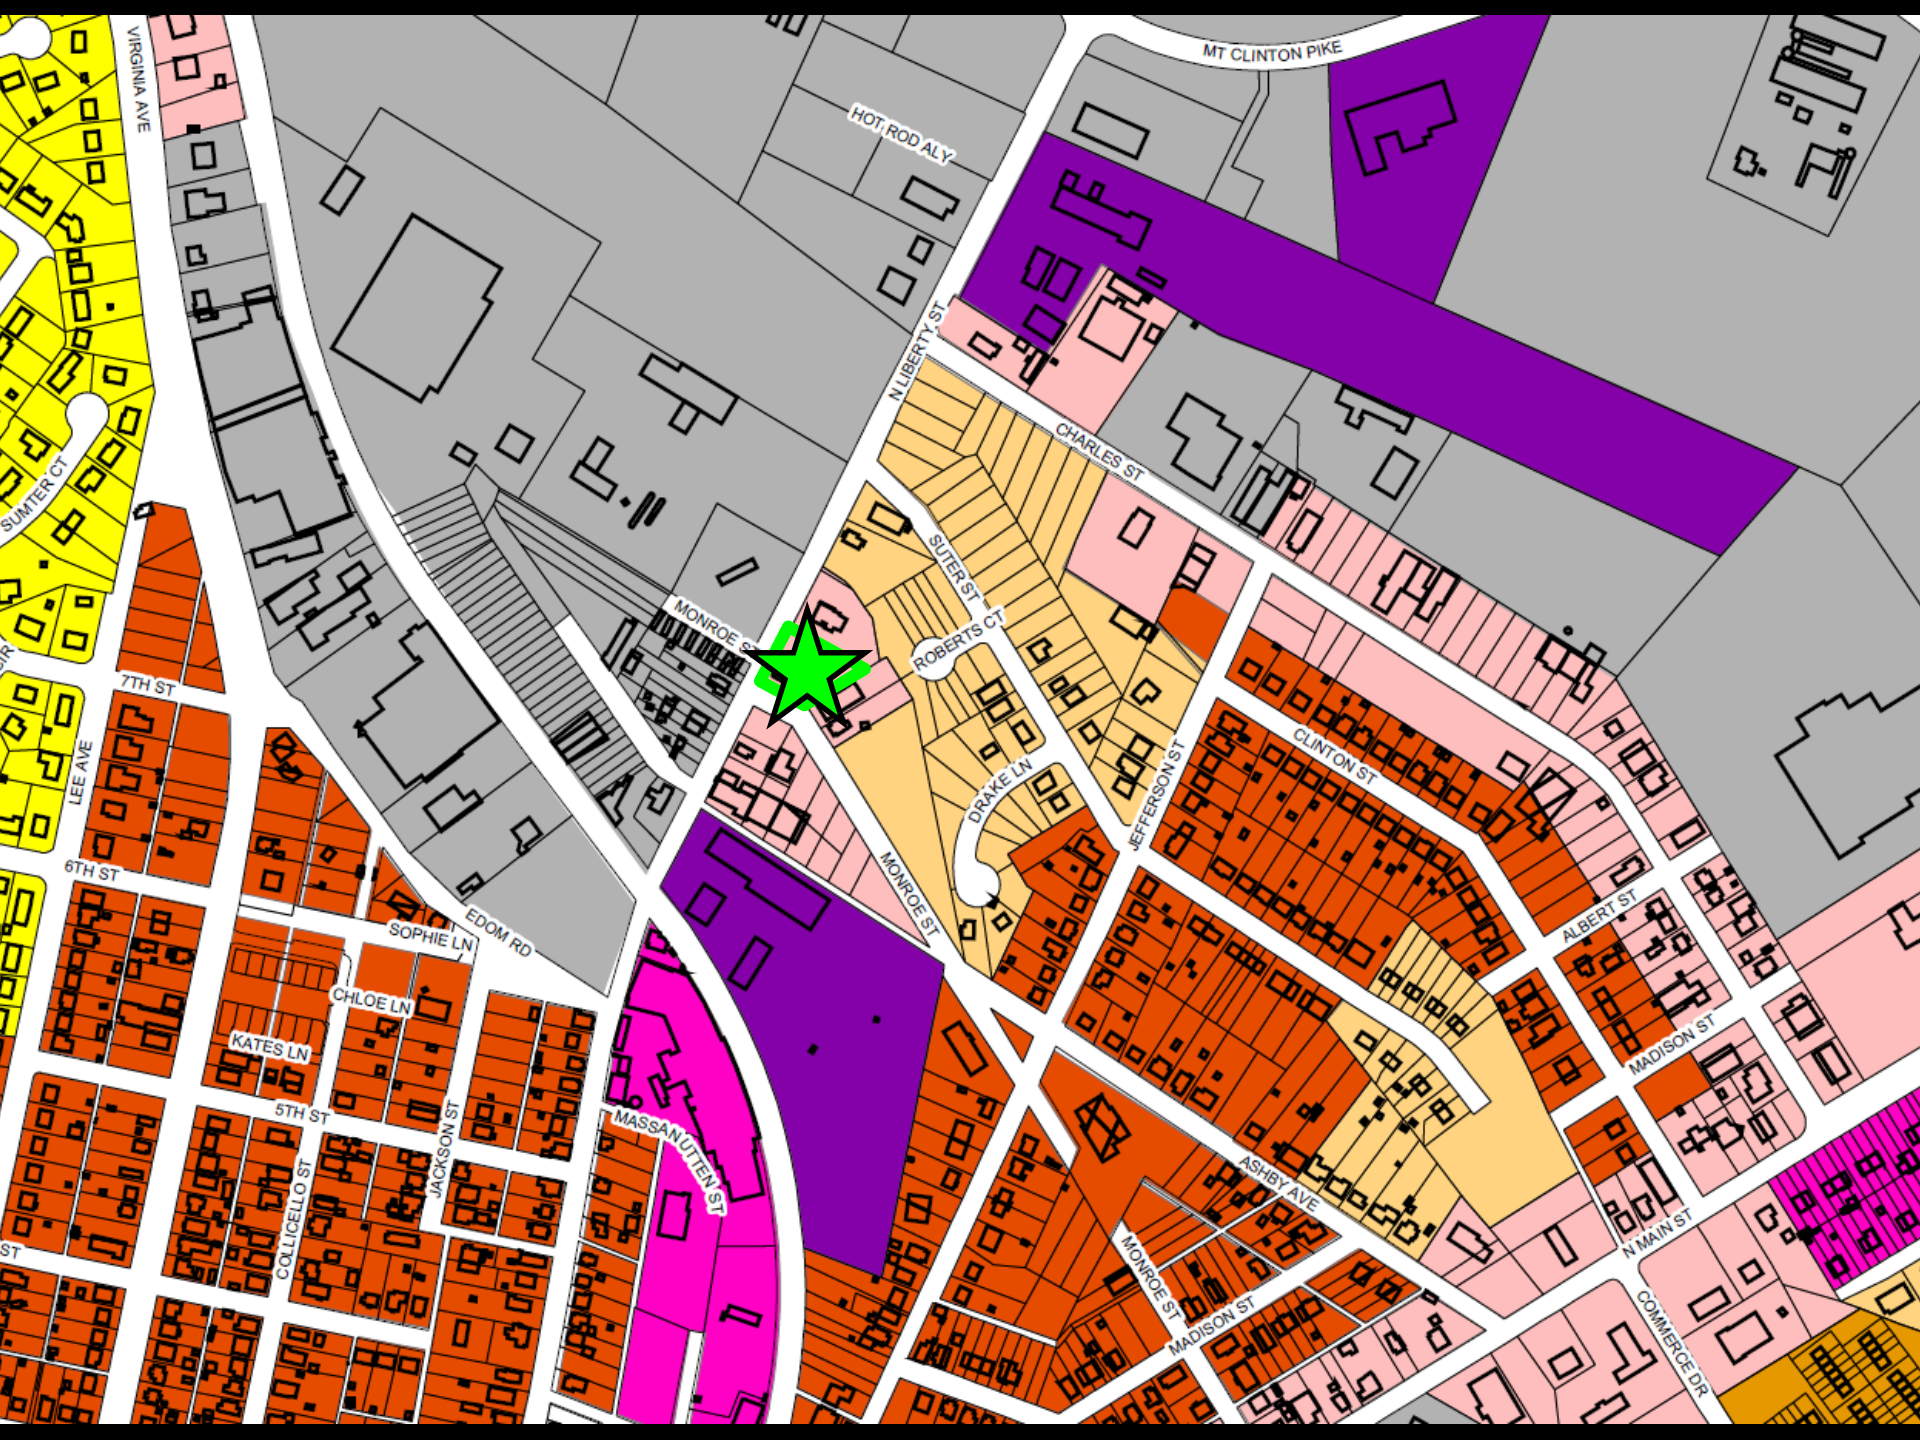 VIRGINIA AVE
MT CLINTON PIKE
HOT ROD ALY
N LIBERTY ST
CHARLES ST
SUMTER CT
SUTER ST
MONROE ST
ROBERTS CT
7TH ST
LEE AVE
DRAKE LN
JEFFERSON ST
CLINTON ST
6TH ST
MONROE ST
EDOM RD
SOPHIE LN
ALBERT ST
CHLOE LN
KATES LN
MADISON ST
5TH ST
JACKSON ST
MASSANUTTEN ST
COLLICELLO ST
ASHBY AVE
N MAIN ST
ST
MONROE ST
MADISON ST
COMMERCE DR